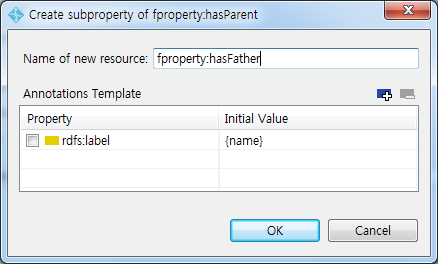 Create subproperty of fproperty:hasParent
Name of new resource: fproperty:hasFather
Annotations Template
Property Initial Value
rdfs:label {name}
OK Cancel